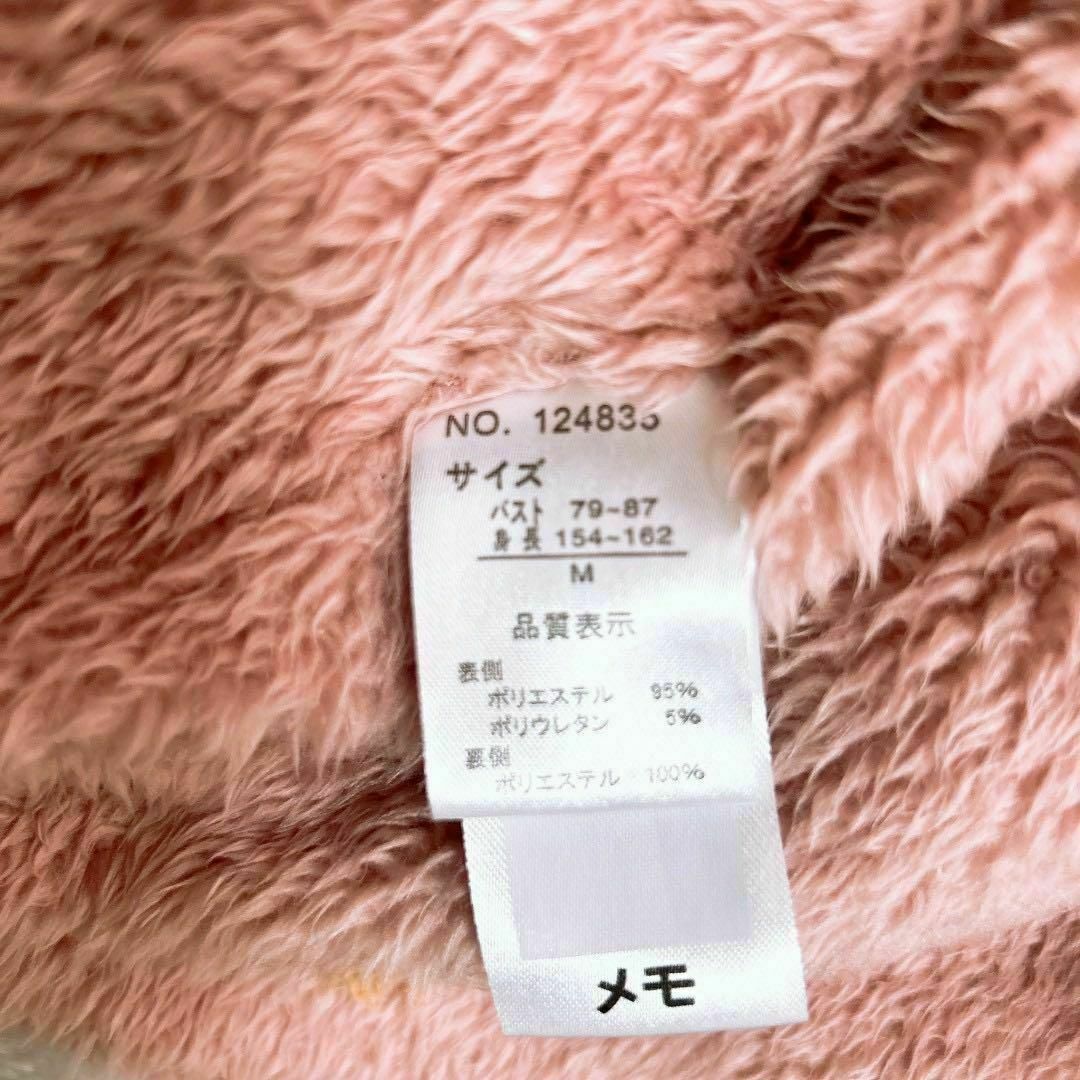 NO. 124833
サイズ
バスト 79~87
身長 154~162
M
品質表示
表側
ポリエステル 95%
ポリウレタン 5%
裏側
ポリエステル 100%
メモ